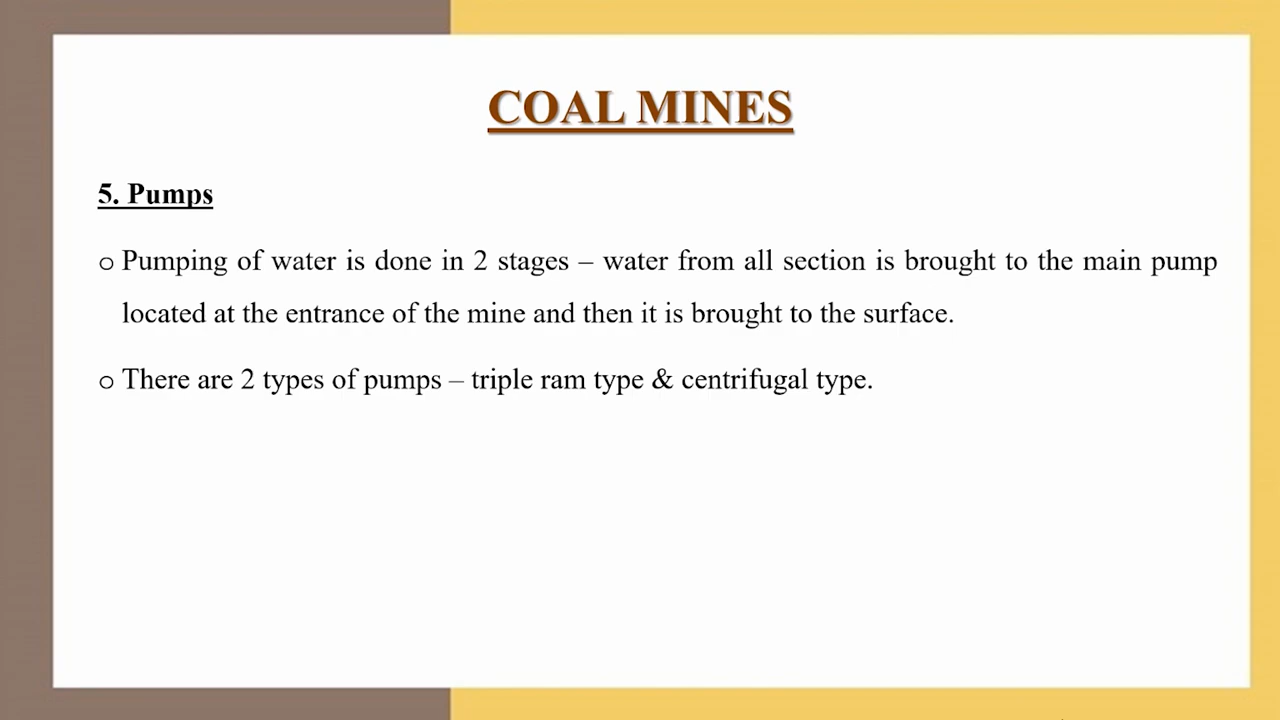 COAL MINES
5. Pumps
o Pumping of water is done in 2 stages – water from all section is brought to the main pump
located at the entrance of the mine and then it is brought to the surface.
o There are 2 types of pumps – triple ram type & centrifugal type.